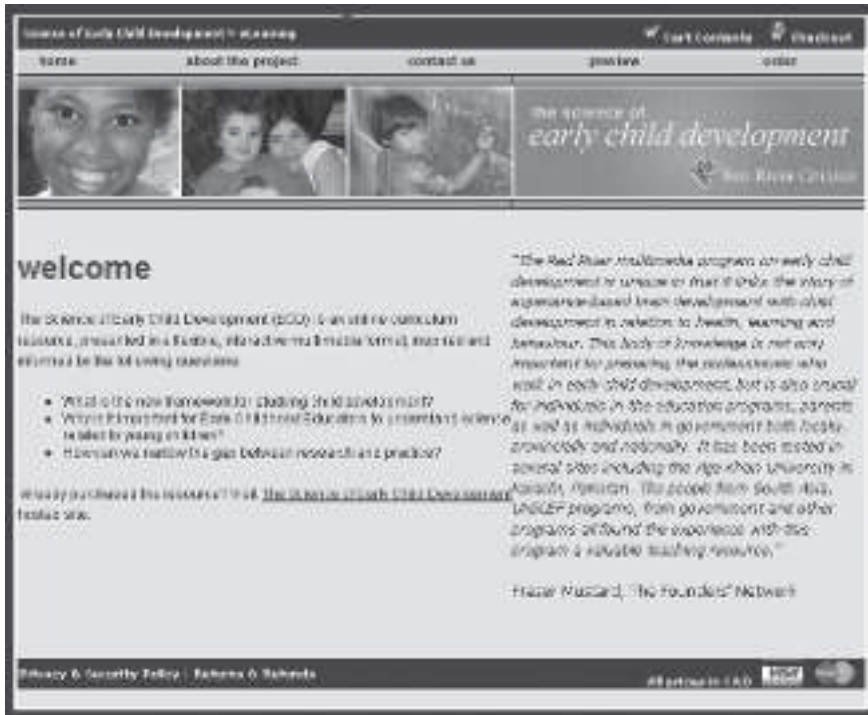 Science of Early Child Development > eLearning
Cart Contents Checkout
home about the project contact us preview order
the science of
early child development
RED RIVER COLLEGE
welcome
The Science of Early Child Development (ECD) is an online curriculum
resource, presented in a flexible, interactive multimedia format, inspired and
informed by the following questions:
• What is the new framework for studying child development?
• Why is it important for Early Childhood Educators to understand science
related to young children?
• How can we narrow the gap between research and practice?
Already purchased the resource? Visit The Science of Early Child Development
hosted site.
"The Red River multimedia program on early child
development is unique in that it links the story of
experience-based brain development with child
development in relation to health, learning and
behaviour. This body of knowledge is not only
important for preparing the professionals who
work in early child development, but is also crucial
for individuals in the education programs, parents
as well as individuals in government both locally,
provincially and nationally. It has been tested in
several sites including the Aga Khan University in
Karachi, Pakistan. The people from South Asia,
UNICEF programs, from government and other
programs all found the experience with this
program a valuable teaching resource."
Fraser Mustard, The Founders' Network
Privacy & Security Policy | Returns & Refunds
All prices in CAD